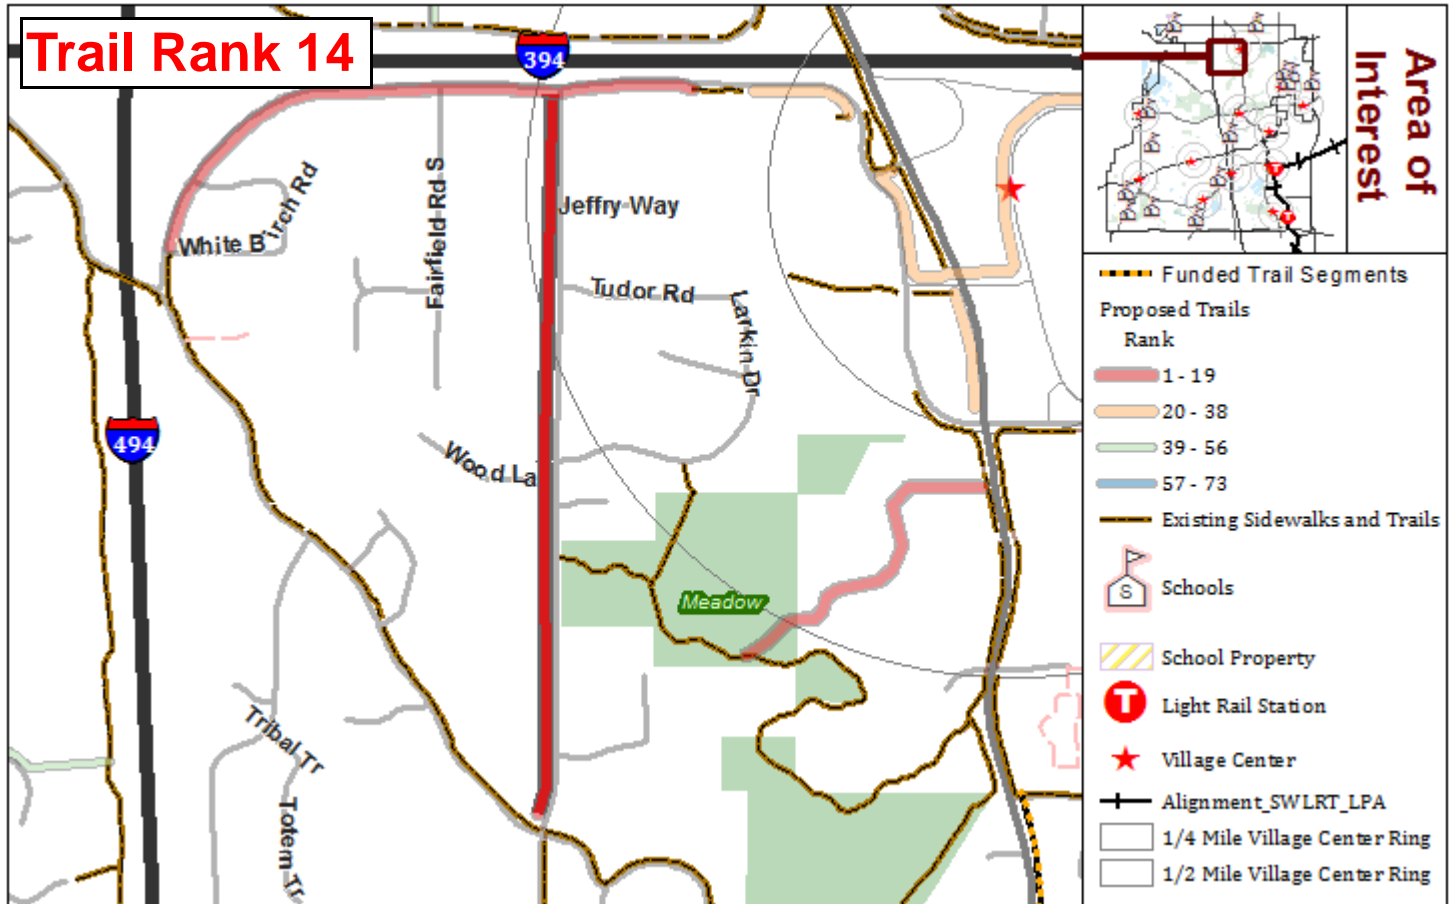 Trail Rank 14
394
Area of
Interest
White Birch Rd
Fairfield Rd S
Jeffry Way
Tudor Rd
Larkin Dr
494
Wood La
Meadow
Tribal Tr
Totem Tr
Funded Trail Segments
Proposed Trails
Rank
1 - 19
20 - 38
39 - 56
57 - 73
Existing Sidewalks and Trails
S
Schools
School Property
T
Light Rail Station
Village Center
Alignment_SWLRT_LPA
1/4 Mile Village Center Ring
1/2 Mile Village Center Ring